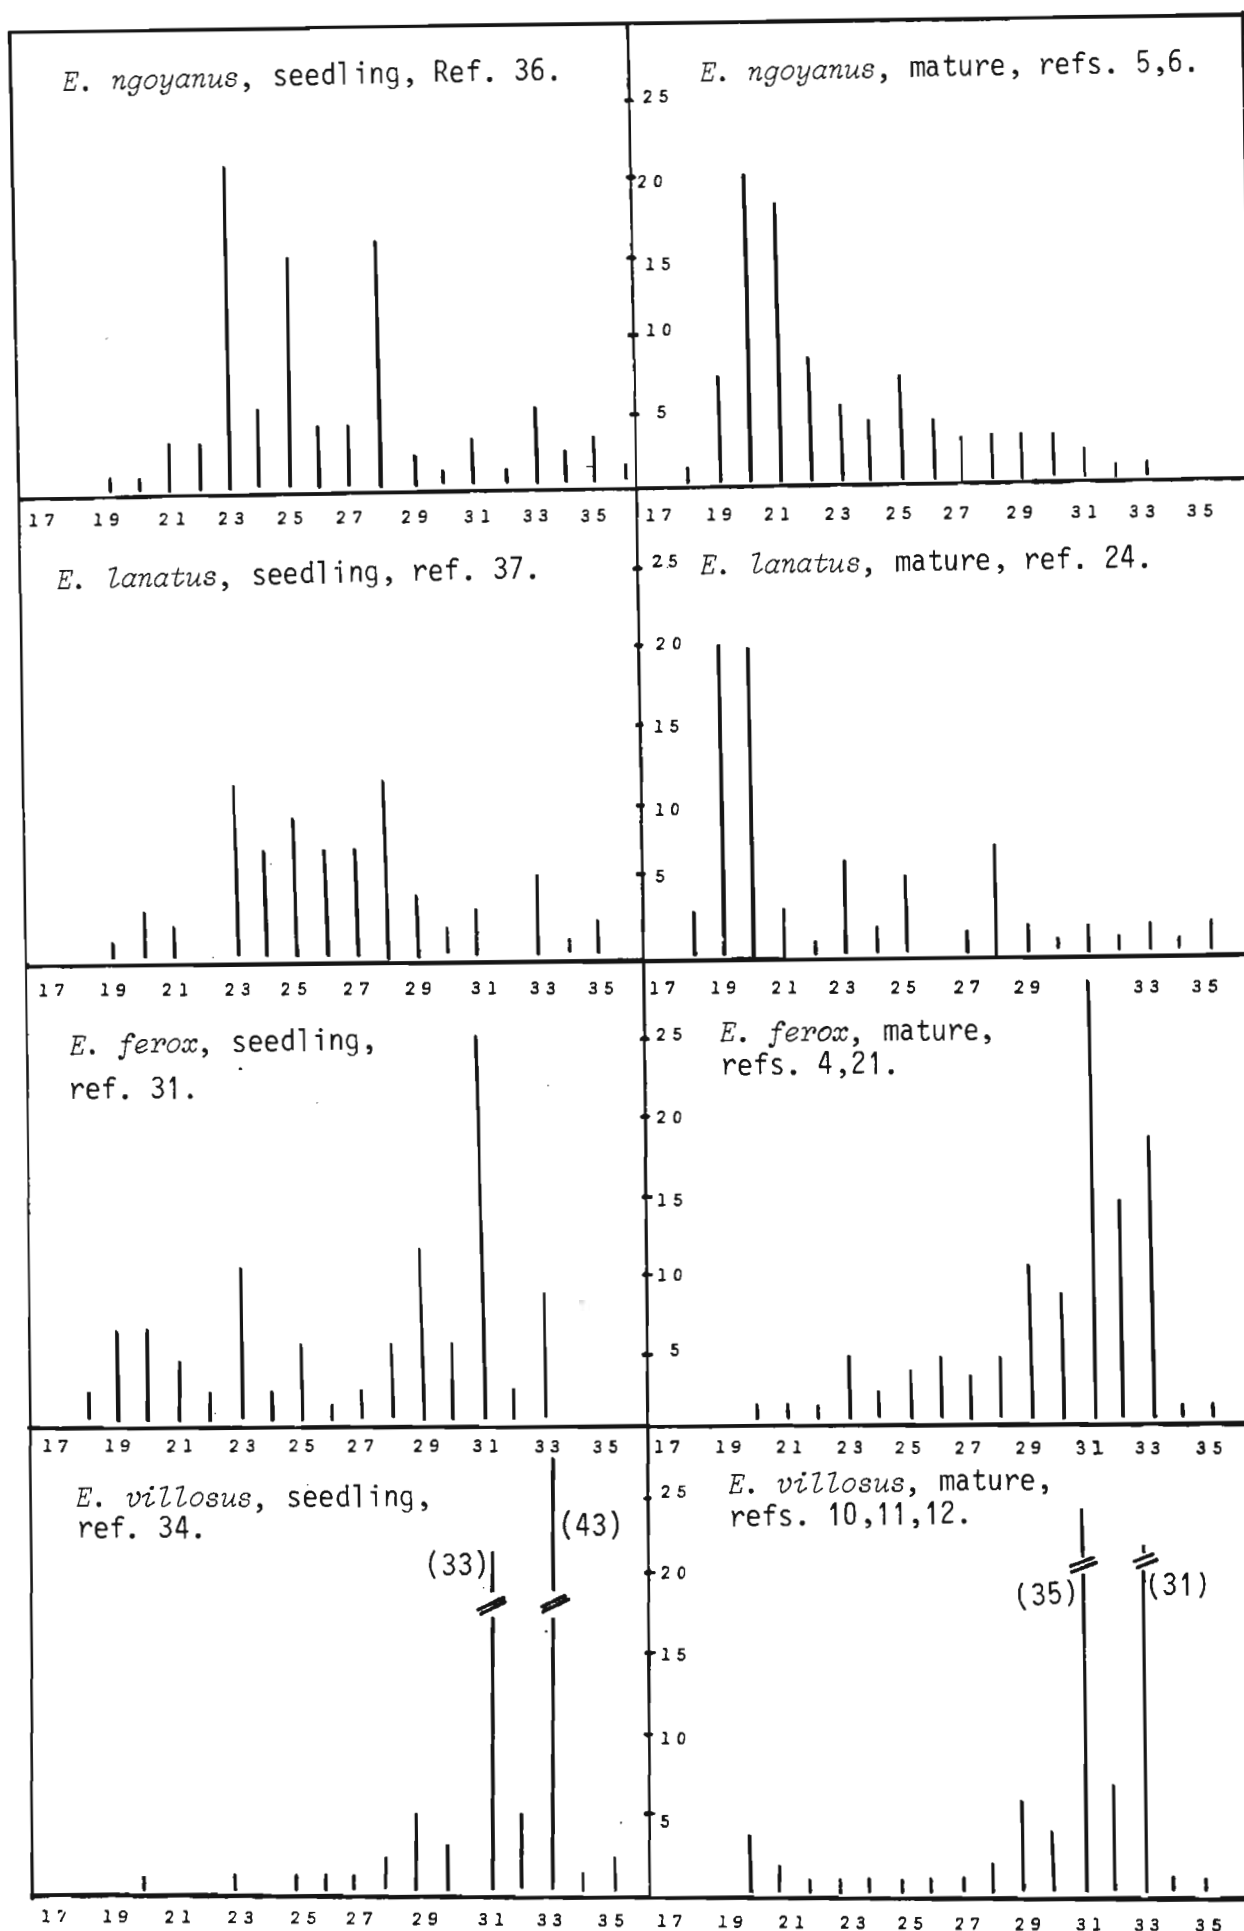 E. ngoyanus, seedling, Ref. 36.
E. ngoyanus, mature, refs. 5,6.
25
20
15
10
5
17 19 21 23 25 27 29 31 33 35
17 19 21 23 25 27 29 31 33 35
E. lanatus, seedling, ref. 37.
E. lanatus, mature, ref. 24.
25
20
15
10
5
17 19 21 23 25 27 29 31 33 35
17 19 21 23 25 27 29 33 35
E. ferox, seedling,
ref. 31.
E. ferox, mature,
refs. 4,21.
25
20
15
10
5
17 19 21 23 25 27 29 31 33 35
17 19 21 23 25 27 29 31 33 35
E. villosus, seedling,
ref. 34.
(33)
(43)
E. villosus, mature,
refs. 10,11,12.
(35)
(31)
25
20
15
10
5
17 19 21 23 25 27 29 31 33 35
17 19 21 23 25 27 29 31 33 35